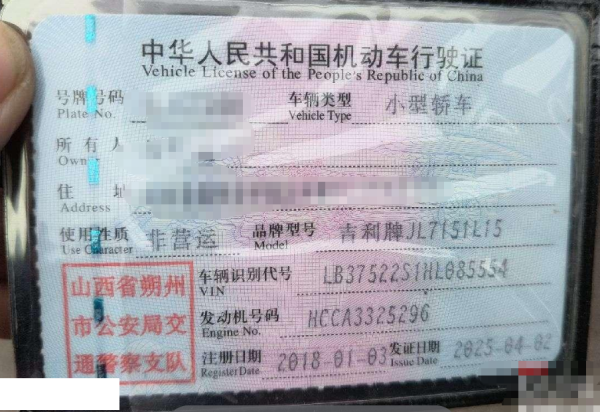 中华人民共和国机动车行驶证
Vehicle License of the People's Republic of China
号牌号码 车辆类型 小型轿车
Plate No. Vehicle Type
所有人
Owner
住址
Address
使用性质 非营运 品牌型号 吉利牌JL7151L15
Use Character Model
车辆识别代号 LB37522S1HL085554
VIN
发动机号码 HCCA3325296
Engine No.
注册日期 2018-01-03 发证日期 2025-04-02
Register Date Issue Date
山西省朔州
市公安局交
通警察支队